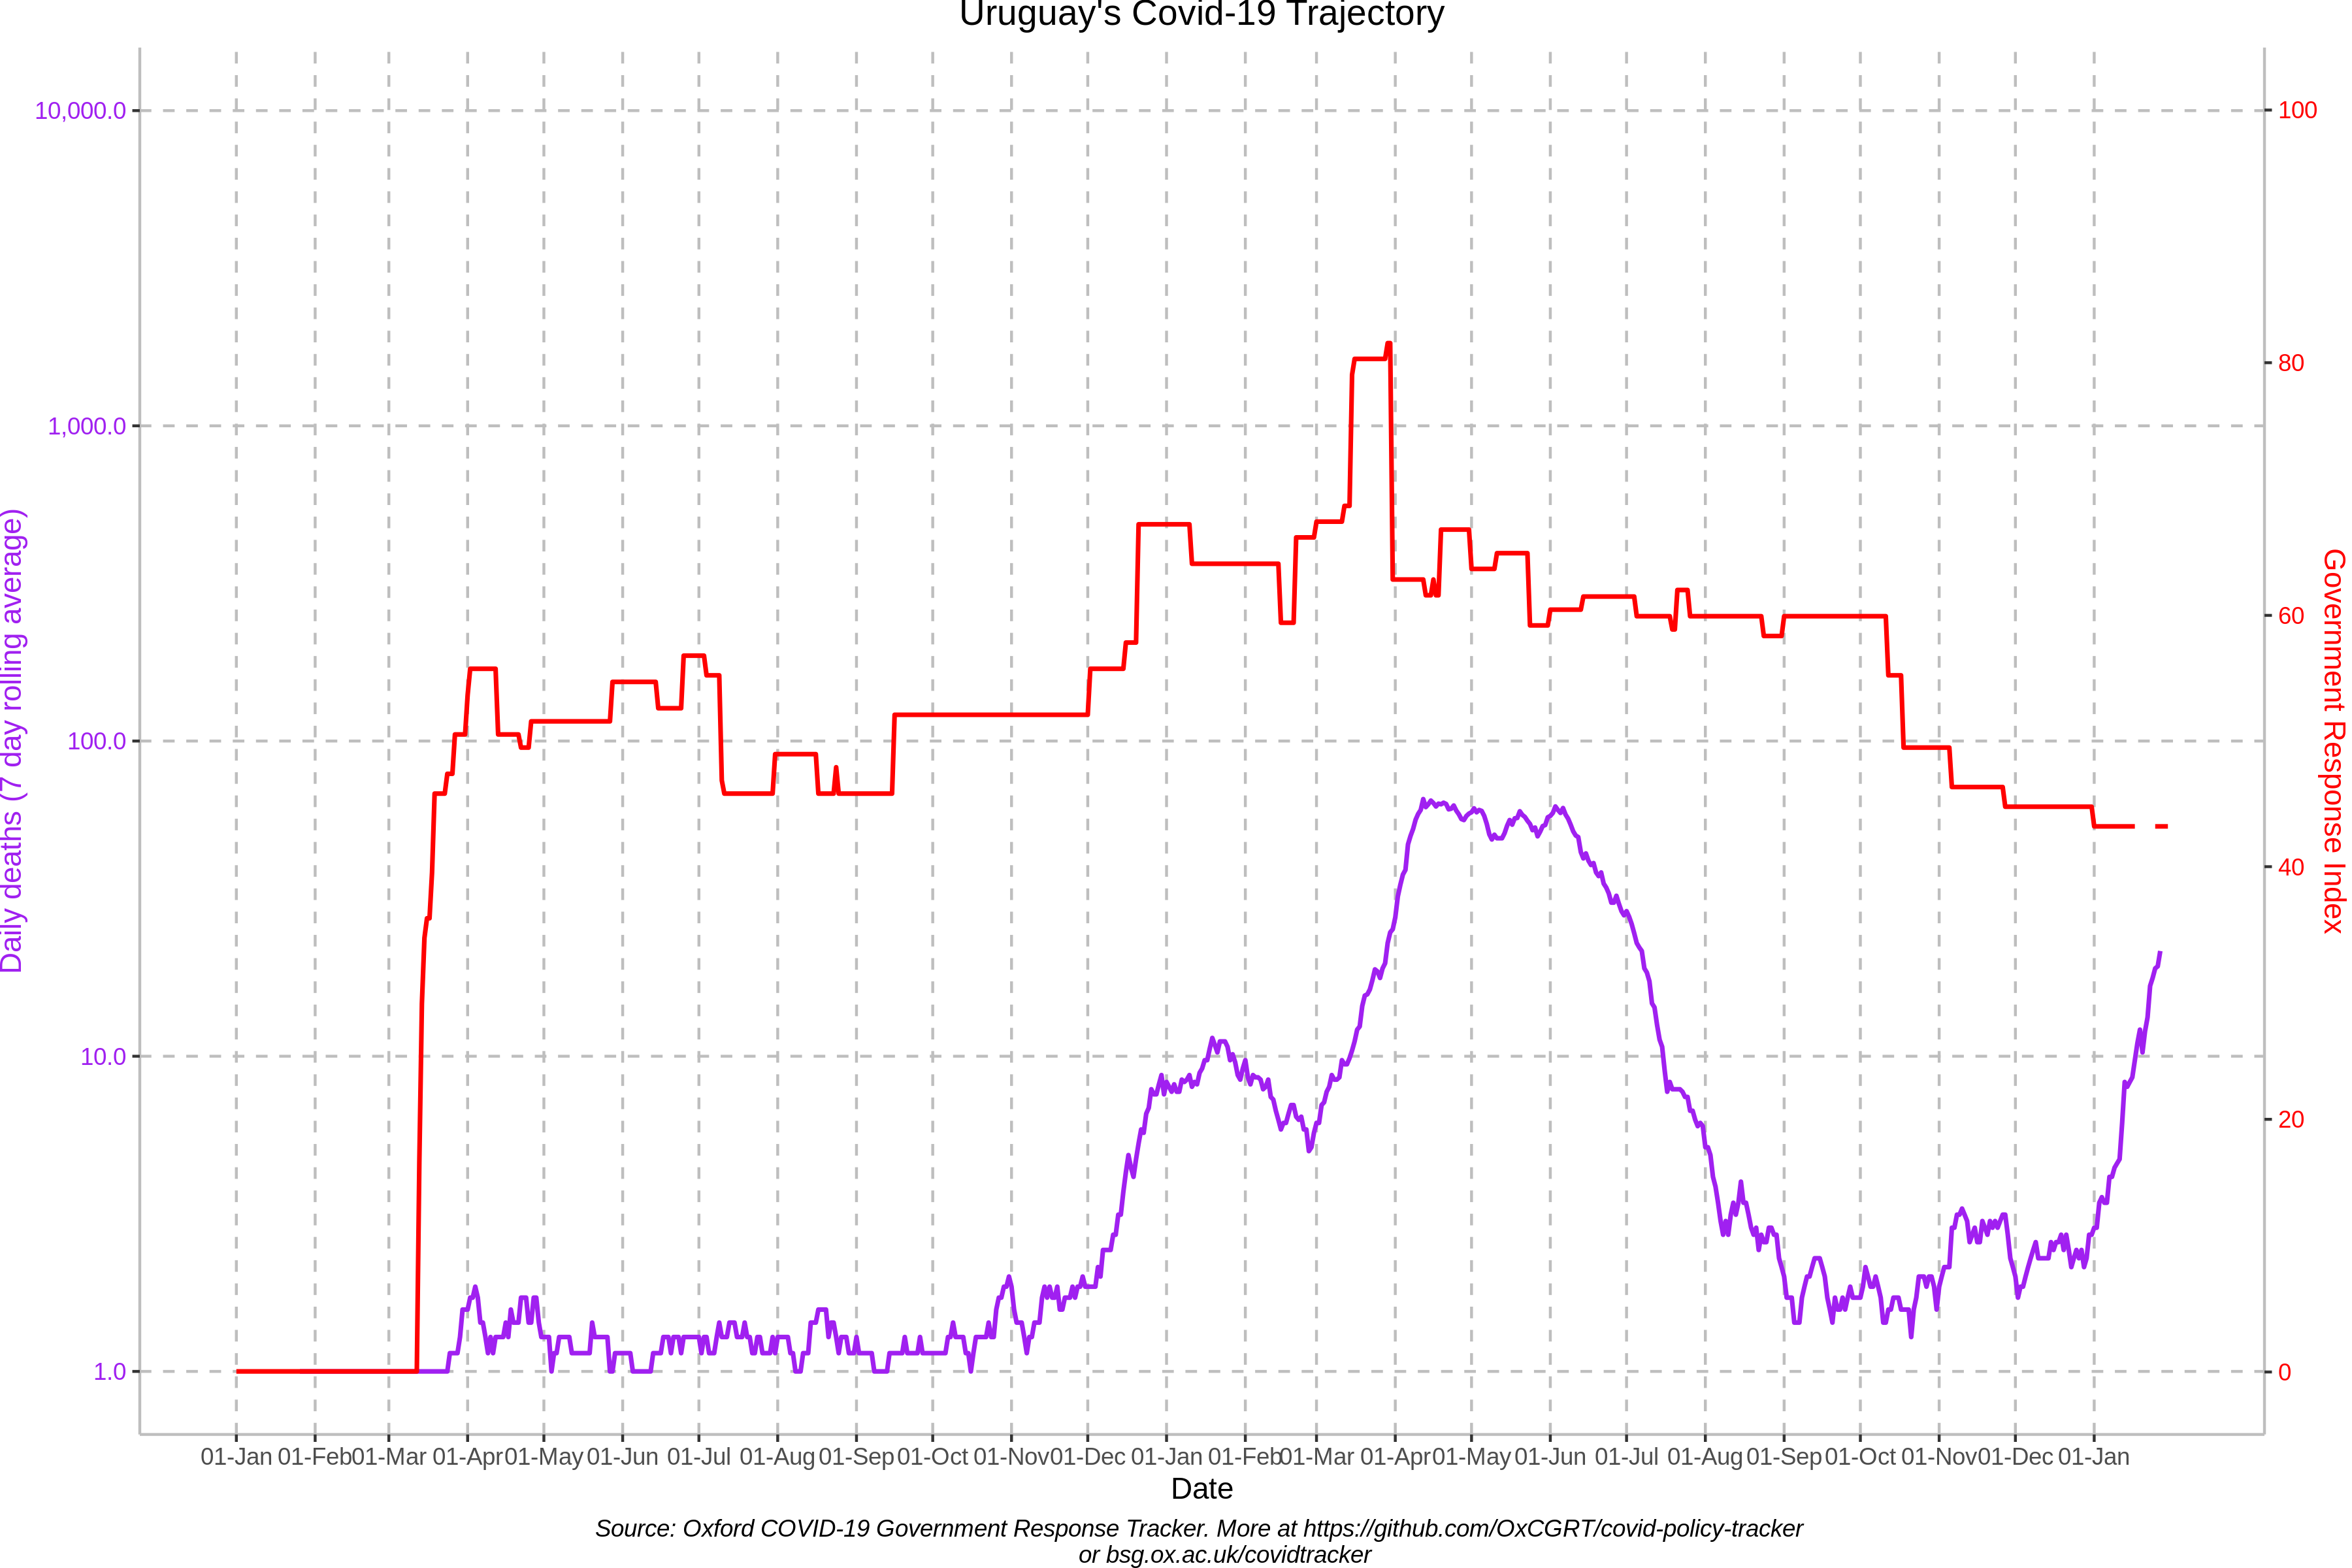 Uruguay's Covid-19 Trajectory
10,000.0
1,000.0
100.0
10.0
1.0
Daily deaths (7 day rolling average)
100
80
60
40
20
0
Government Response Index
01-Jan 01-Feb 01-Mar 01-Apr 01-May 01-Jun 01-Jul 01-Aug 01-Sep 01-Oct 01-Nov 01-Dec 01-Jan 01-Feb 01-Mar 01-Apr 01-May 01-Jun 01-Jul 01-Aug 01-Sep 01-Oct 01-Nov 01-Dec 01-Jan
Date
Source: Oxford COVID-19 Government Response Tracker. More at https://github.com/OxCGRT/covid-policy-tracker
or bsg.ox.ac.uk/covidtracker